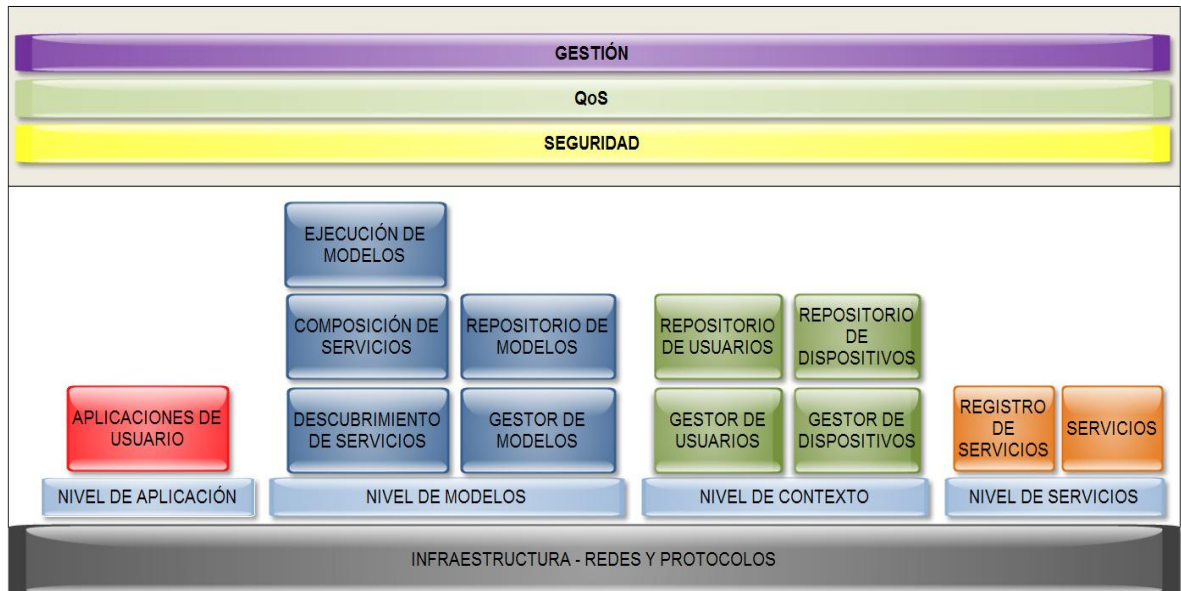 GESTIÓN
QoS
SEGURIDAD
EJECUCIÓN DE
MODELOS
COMPOSICIÓN DE
SERVICIOS
REPOSITORIO DE
MODELOS
REPOSITORIO
DE USUARIOS
REPOSITORIO
DE
DISPOSITIVOS
APLICACIONES DE
USUARIO
DESCUBRIMIENTO
DE SERVICIOS
GESTOR DE
MODELOS
GESTOR DE
USUARIOS
GESTOR DE
DISPOSITIVOS
REGISTRO
DE
SERVICIOS
SERVICIOS
NIVEL DE APLICACIÓN
NIVEL DE MODELOS
NIVEL DE CONTEXTO
NIVEL DE SERVICIOS
INFRAESTRUCTURA - REDES Y PROTOCOLOS